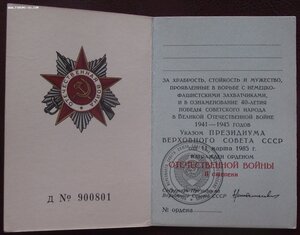 ОТЕЧЕСТВЕННАЯ ВОЙНА
Д № 900801
ЗА ХРАБРОСТЬ, СТОЙКОСТЬ И МУЖЕСТВО,
ПРОЯВЛЕННЫЕ В БОРЬБЕ С НЕМЕЦКО-
ФАШИСТСКИМИ ЗАХВАТЧИКАМИ,
И В ОЗНАМЕНОВАНИЕ 40-ЛЕТИЯ
ПОБЕДЫ СОВЕТСКОГО НАРОДА
В ВЕЛИКОЙ ОТЕЧЕСТВЕННОЙ ВОЙНЕ
1941—1945 ГОДОВ
Указом ПРЕЗИДИУМА
ВЕРХОВНОГО СОВЕТА СССР
от 11 марта 1985 г.
НАГРАЖДЕН ОРДЕНОМ
ОТЕЧЕСТВЕННОЙ ВОЙНЫ
II степени
Секретарь Президиума
Верховного Совета СССР
№ ордена